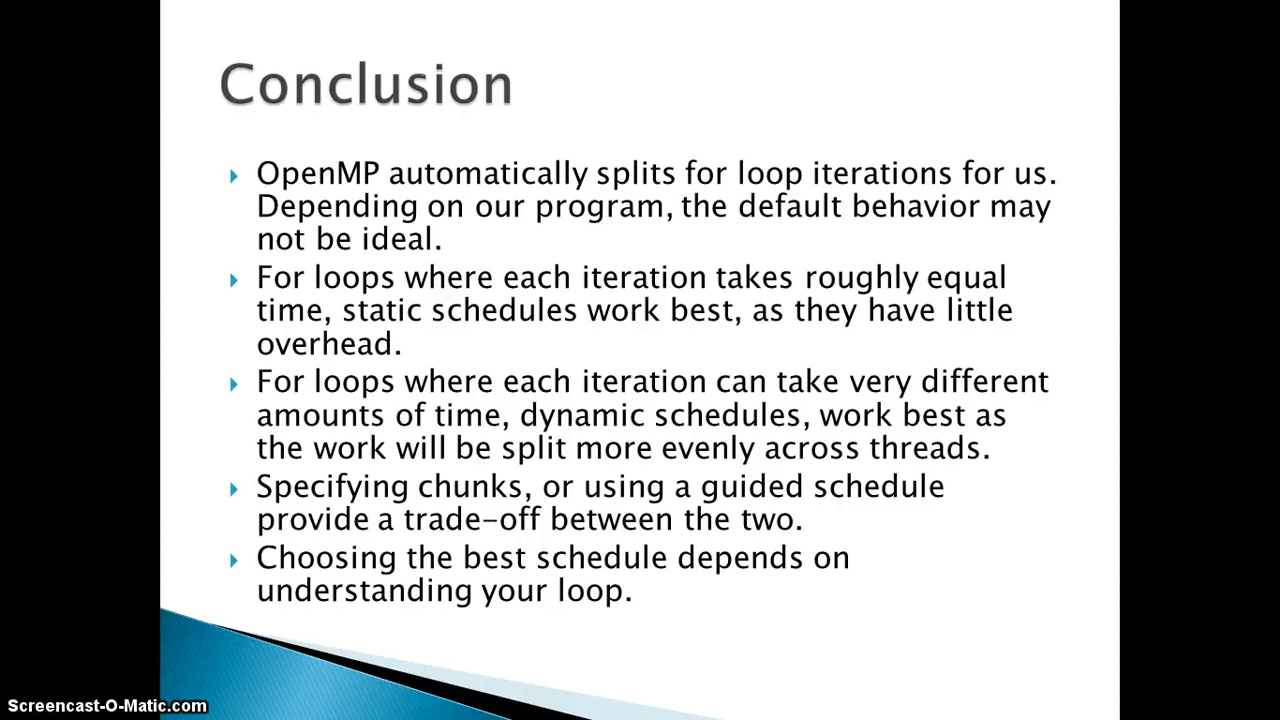 Conclusion
OpenMP automatically splits for loop iterations for us.
Depending on our program, the default behavior may
not be ideal.
For loops where each iteration takes roughly equal
time, static schedules work best, as they have little
overhead.
For loops where each iteration can take very different
amounts of time, dynamic schedules, work best as
the work will be split more evenly across threads.
Specifying chunks, or using a guided schedule
provide a trade-off between the two.
Choosing the best schedule depends on
understanding your loop.
Screencast-O-Matic.com